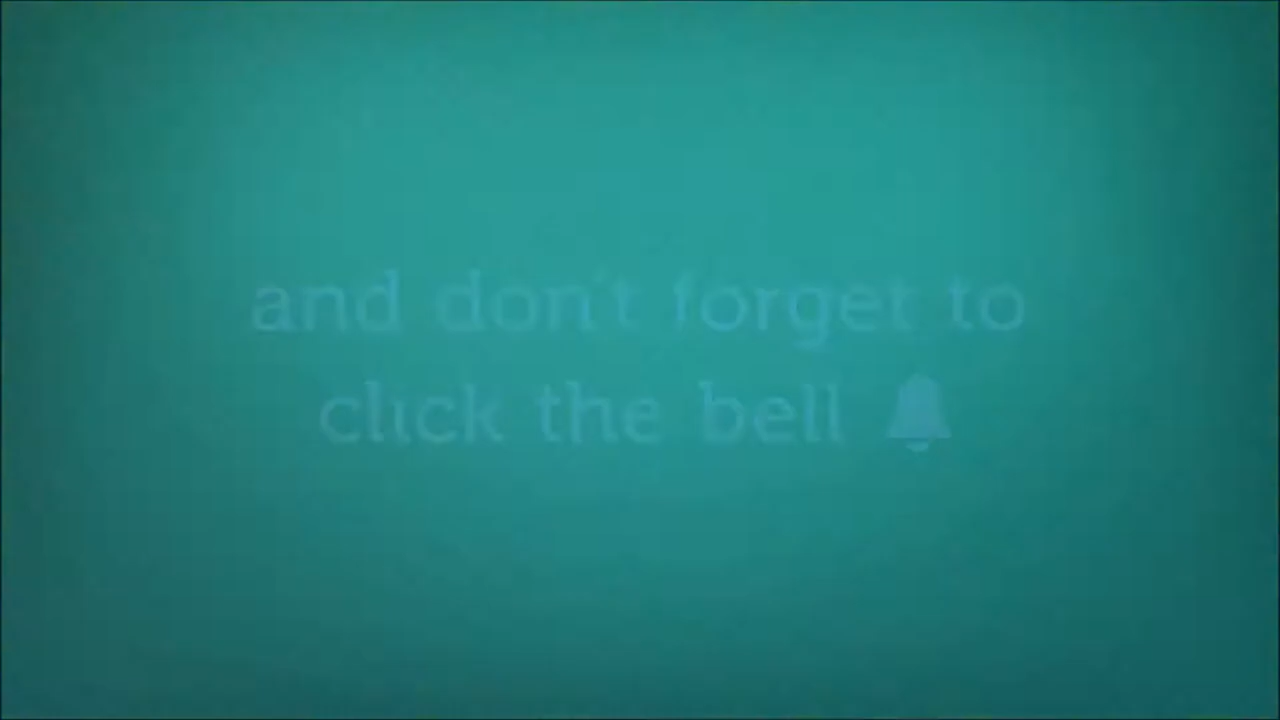 and don't forget to
click the bell 🔔